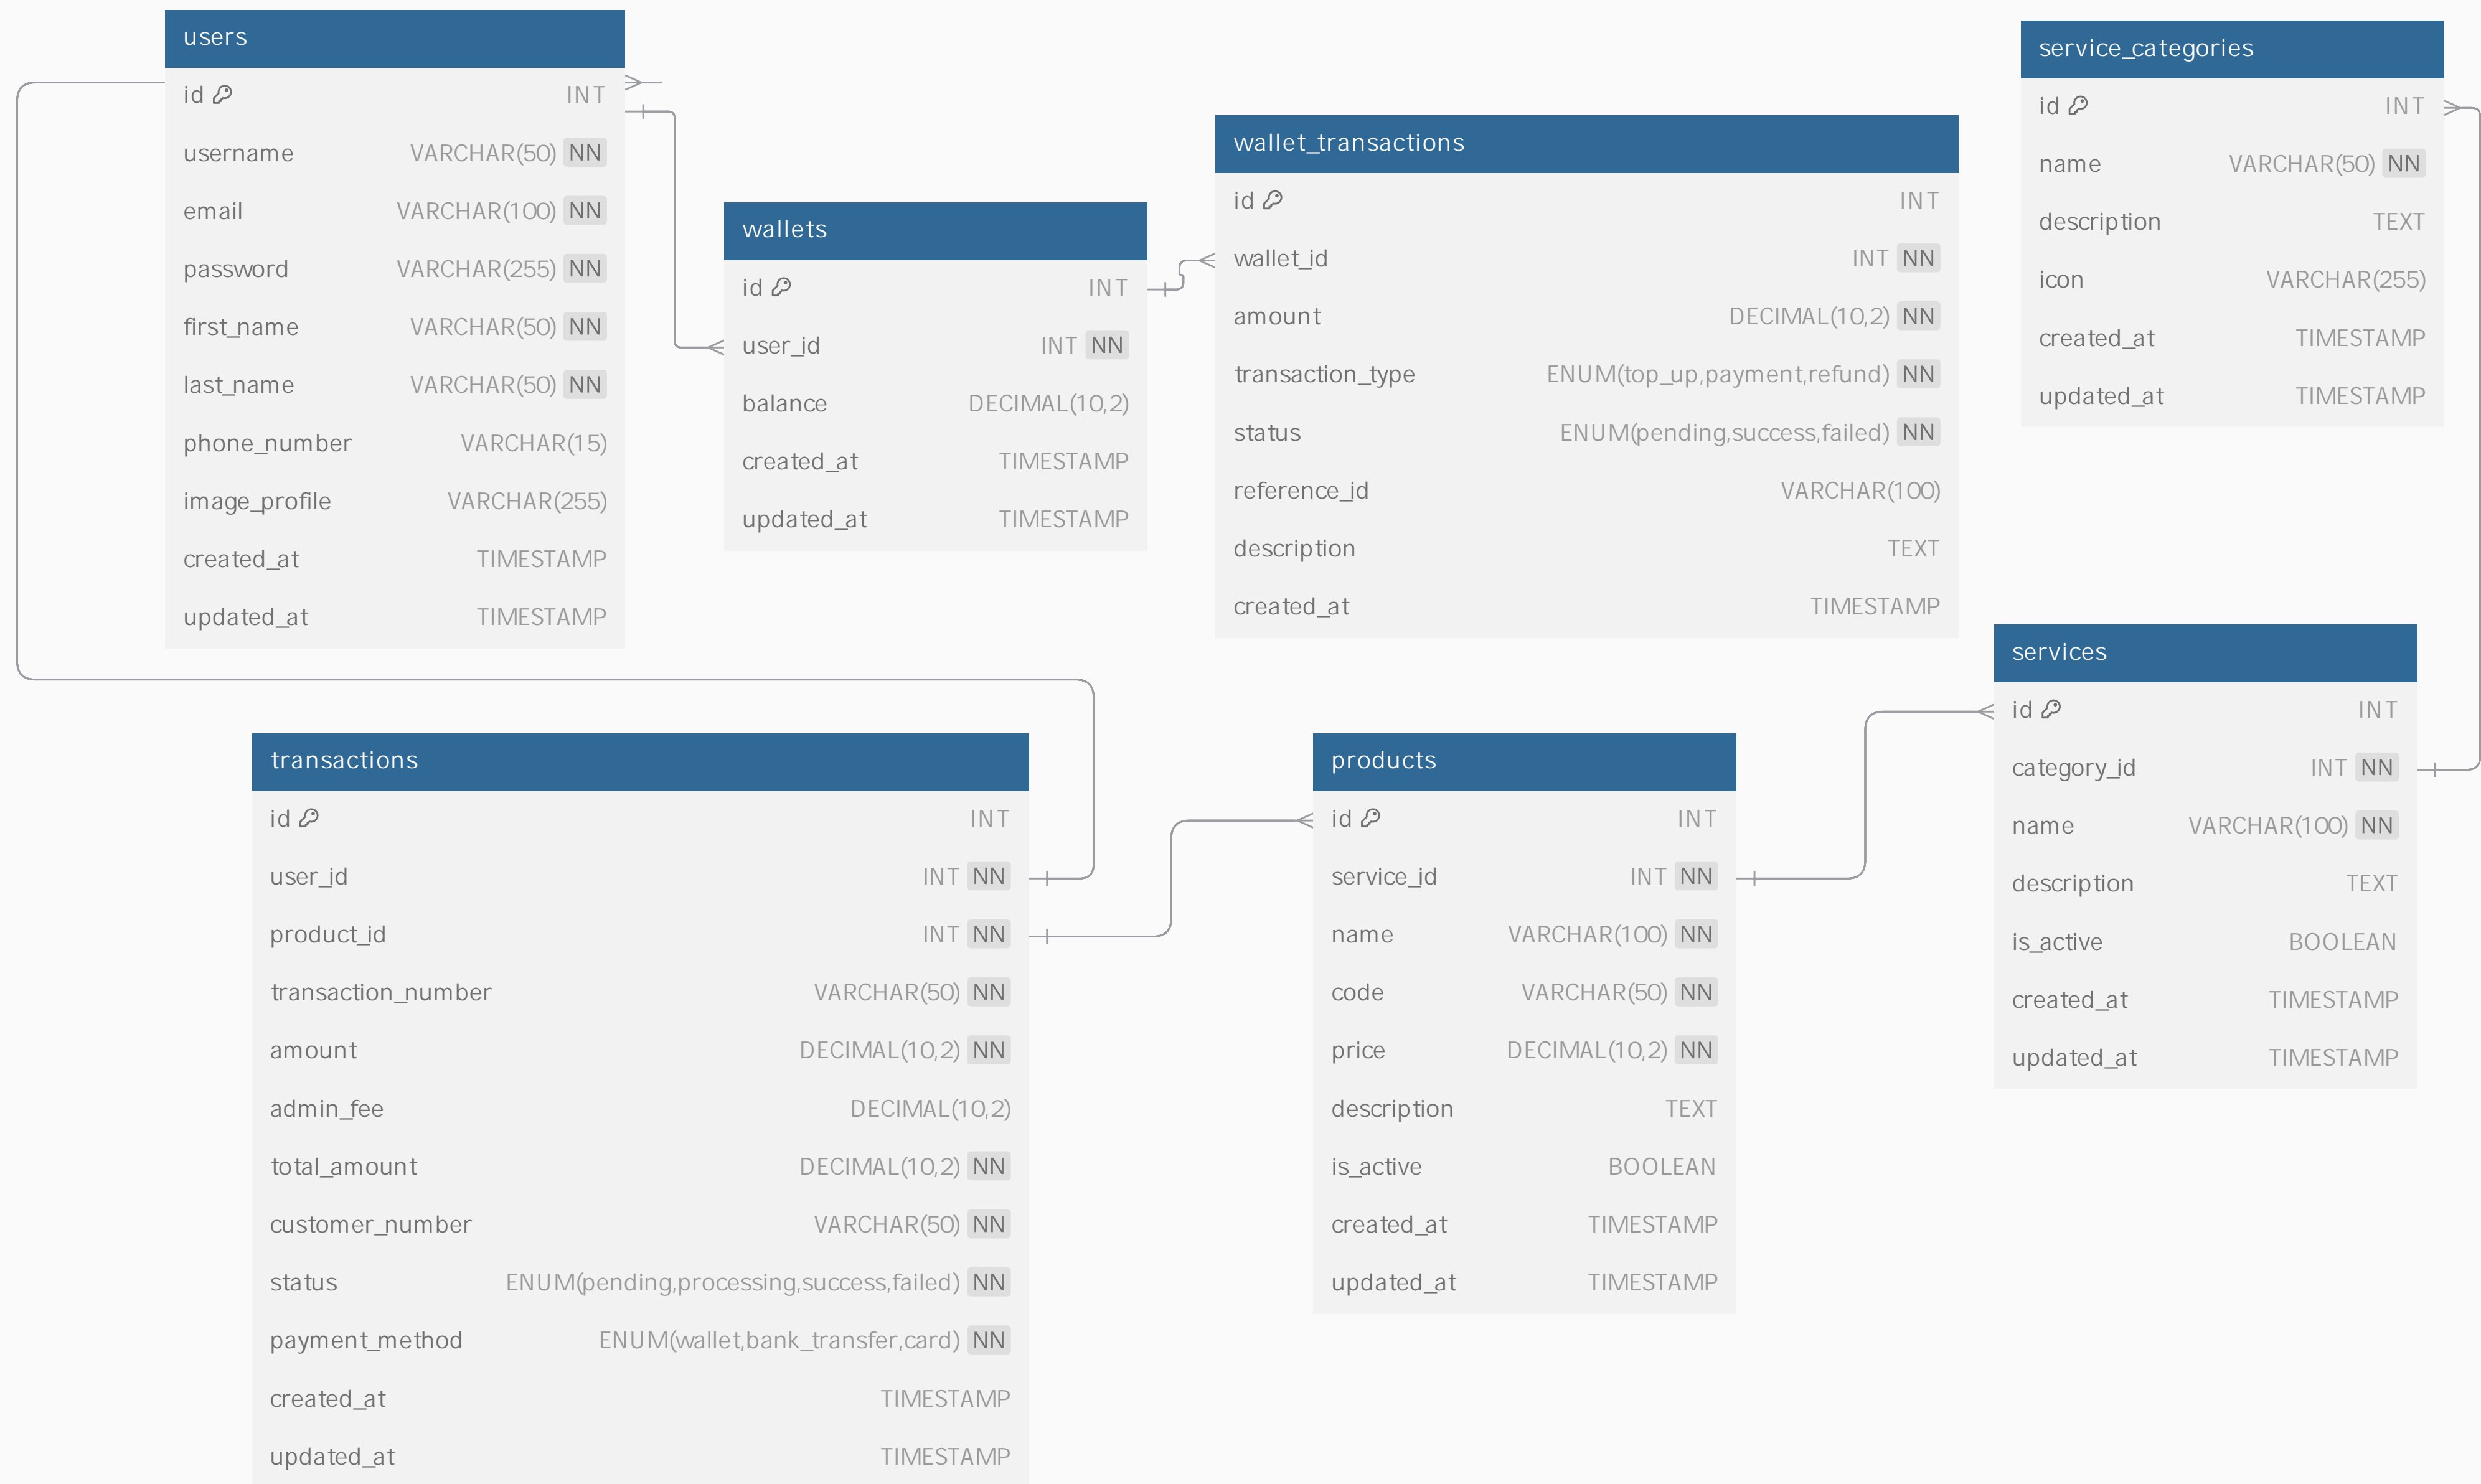 users
id INT
username VARCHAR(50) NN
email VARCHAR(100) NN
password VARCHAR(255) NN
first_name VARCHAR(50) NN
last_name VARCHAR(50) NN
phone_number VARCHAR(15)
image_profile VARCHAR(255)
created_at TIMESTAMP
updated_at TIMESTAMP
wallets
id INT
user_id INT NN
balance DECIMAL(10,2)
created_at TIMESTAMP
updated_at TIMESTAMP
wallet_transactions
id INT
wallet_id INT NN
amount DECIMAL(10,2) NN
transaction_type ENUM(top_up,payment,refund) NN
status ENUM(pending,success,failed) NN
reference_id VARCHAR(100)
description TEXT
created_at TIMESTAMP
service_categories
id INT
name VARCHAR(50) NN
description TEXT
icon VARCHAR(255)
created_at TIMESTAMP
updated_at TIMESTAMP
transactions
id INT
user_id INT NN
product_id INT NN
transaction_number VARCHAR(50) NN
amount DECIMAL(10,2) NN
admin_fee DECIMAL(10,2)
total_amount DECIMAL(10,2) NN
customer_number VARCHAR(50) NN
status ENUM(pending,processing,success,failed) NN
payment_method ENUM(wallet,bank_transfer,card) NN
created_at TIMESTAMP
updated_at TIMESTAMP
products
id INT
service_id INT NN
name VARCHAR(100) NN
code VARCHAR(50) NN
price DECIMAL(10,2) NN
description TEXT
is_active BOOLEAN
created_at TIMESTAMP
updated_at TIMESTAMP
services
id INT
category_id INT NN
name VARCHAR(100) NN
description TEXT
is_active BOOLEAN
created_at TIMESTAMP
updated_at TIMESTAMP